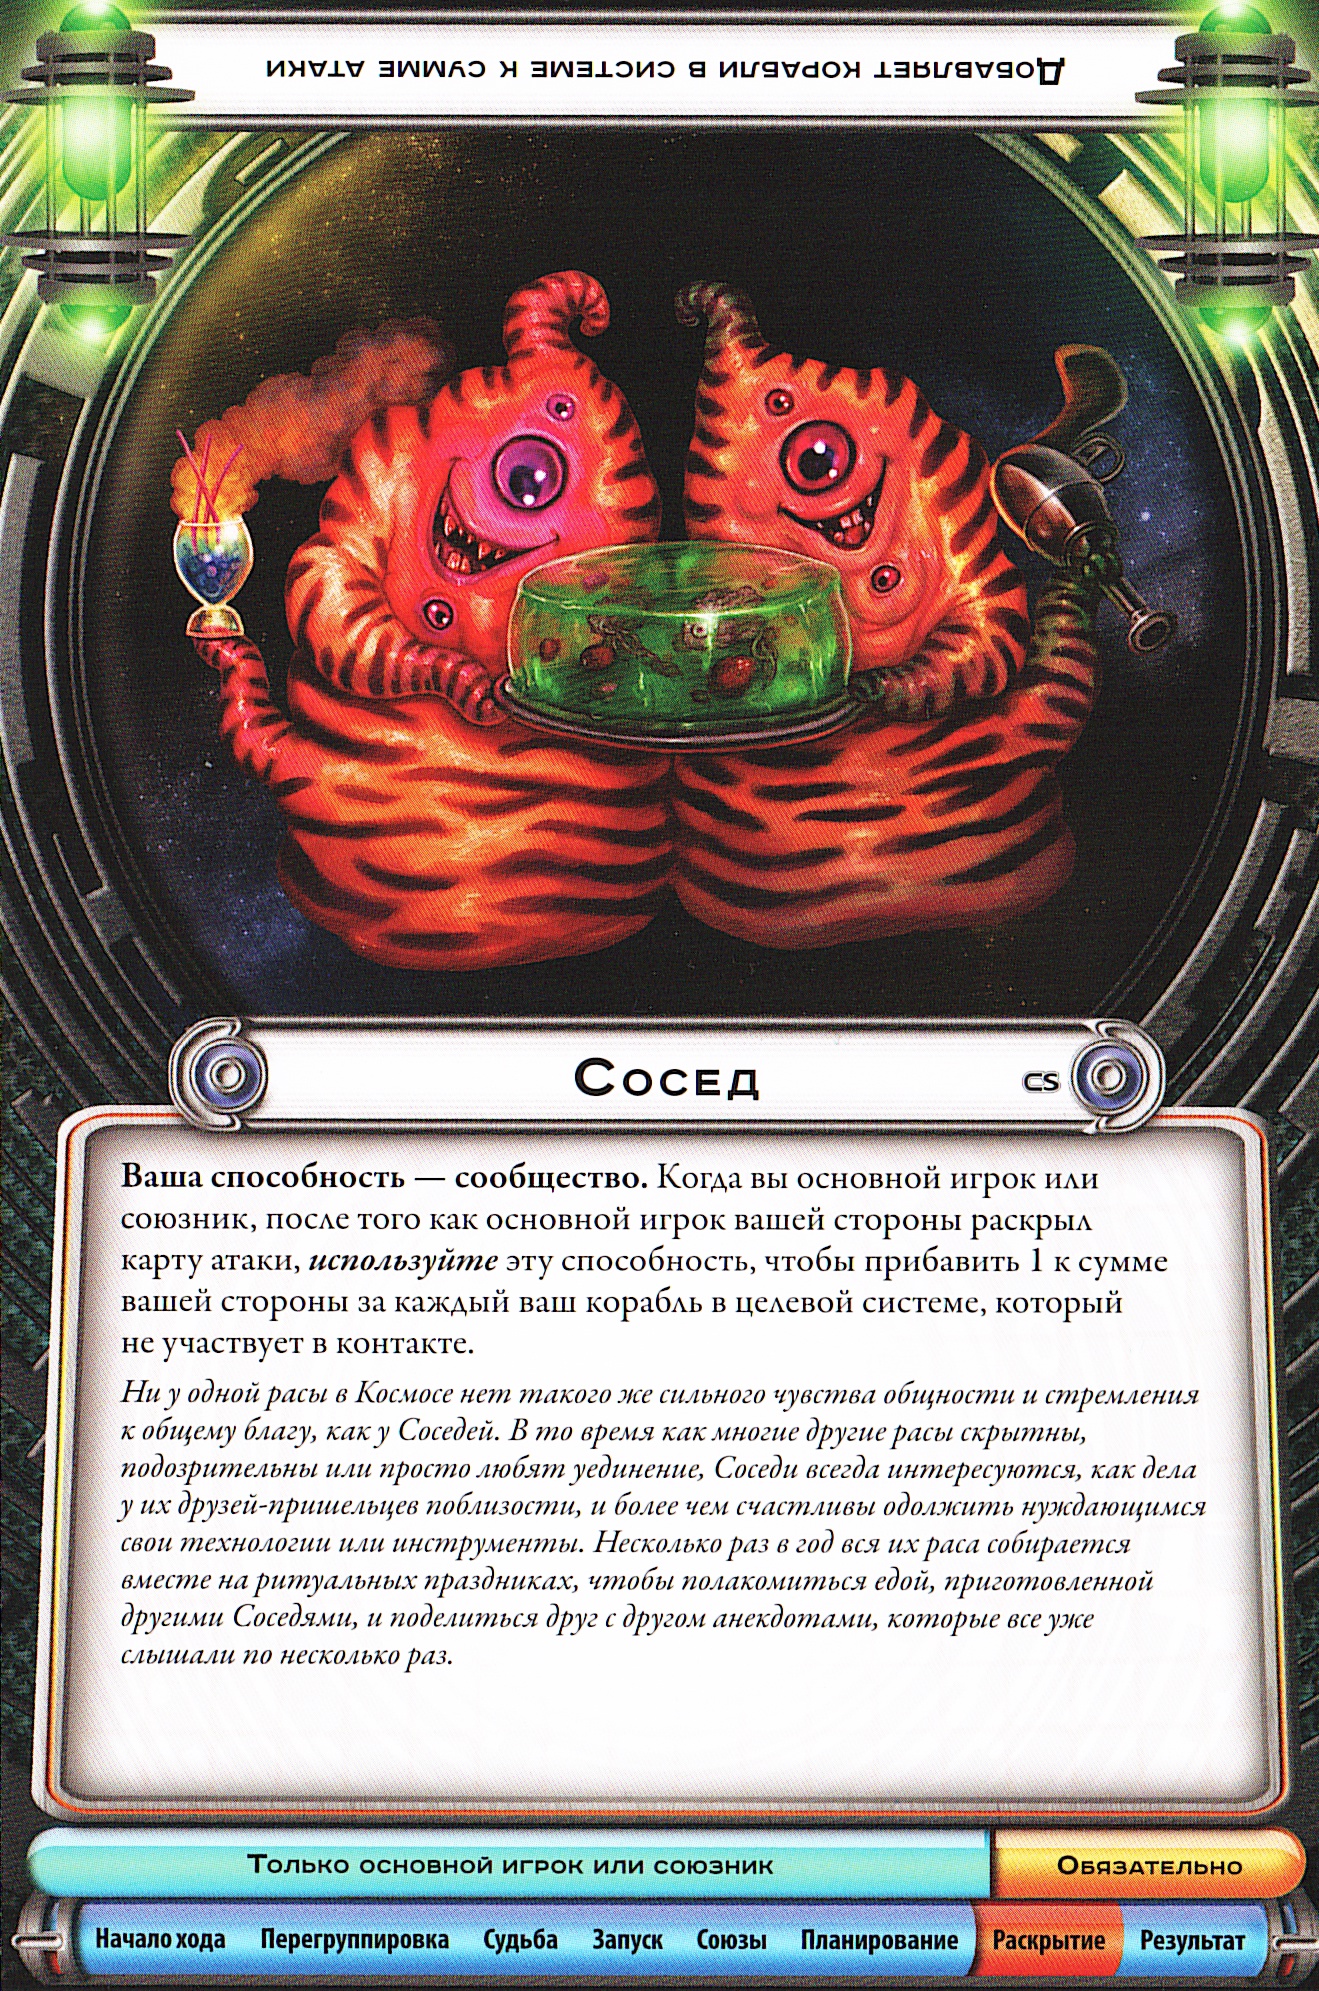 Добавляет корабли в системе к сумме атаки
Сосед
CS
Ваша способность — сообщество. Когда вы основной игрок или
союзник, после того как основной игрок вашей стороны раскрыл
карту атаки, используйте эту способность, чтобы прибавить 1 к сумме
вашей стороны за каждый ваш корабль в целевой системе, который
не участвует в контакте.
Ни у одной расы в Космосе нет такого же сильного чувства общности и стремления
к общему благу, как у Соседей. В то время как многие другие расы скрытны,
подозрительны или просто любят уединение, Соседи всегда интересуются, как дела
у их друзей-пришельцев поблизости, и более чем счастливы одолжить нуждающимся
свои технологии или инструменты. Несколько раз в год вся их раса собирается
вместе на ритуальных праздниках, чтобы полакомиться едой, приготовленной
другими Соседями, и поделиться друг с другом анекдотами, которые все уже
слышали по несколько раз.
Только основной игрок или союзник
Обязательно
Начало хода Перегруппировка Судьба Запуск Союзы Планирование Раскрытие Результат